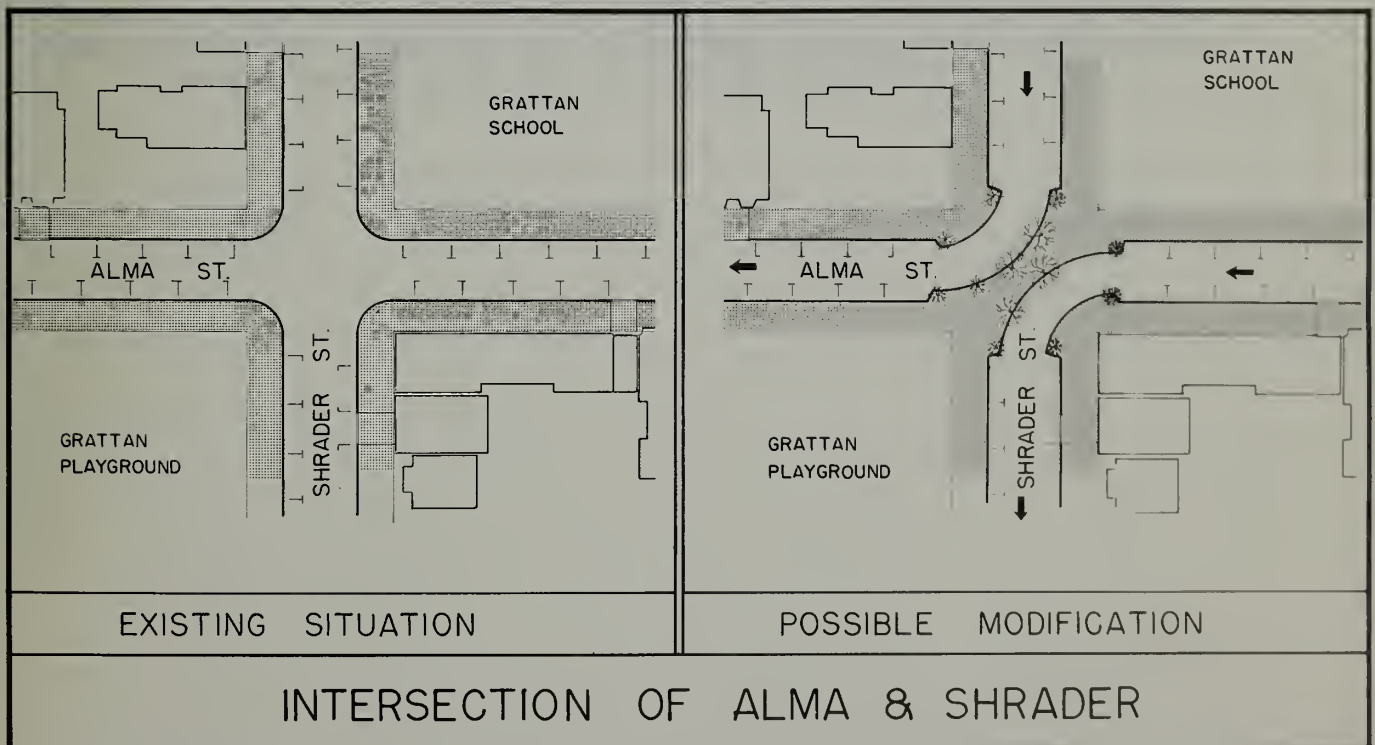 GRATTAN
SCHOOL
ALMA ST.
SHRADER ST.
GRATTAN
PLAYGROUND
EXISTING SITUATION
GRATTAN
SCHOOL
ALMA ST.
SHRADER ST.
GRATTAN
PLAYGROUND
POSSIBLE MODIFICATION
INTERSECTION OF ALMA & SHRADER